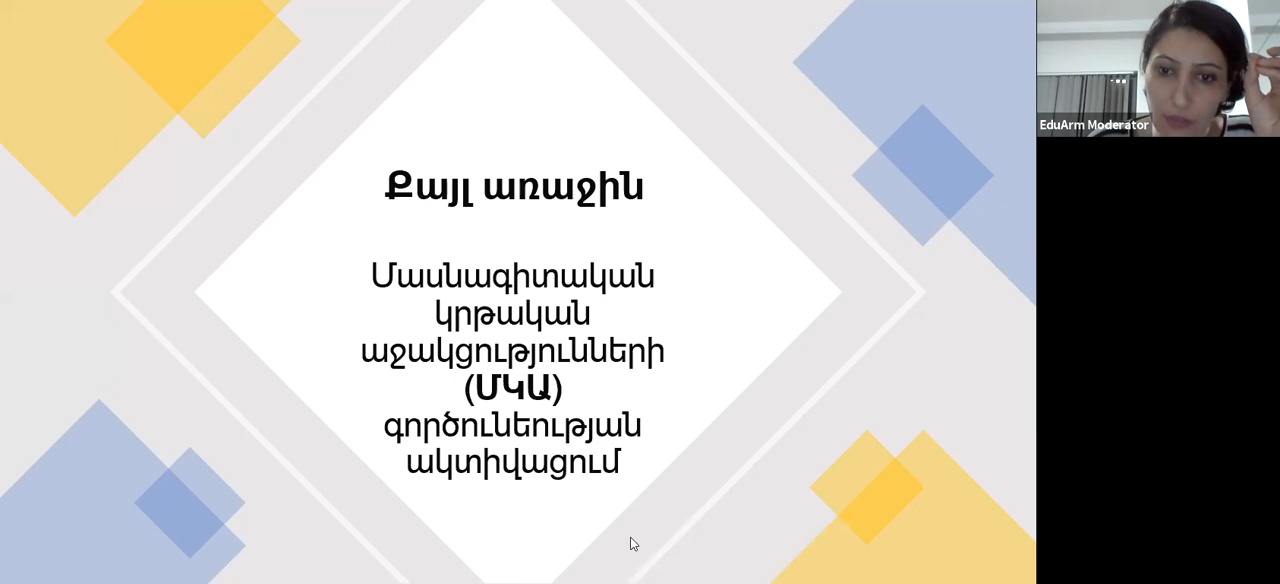 Քայլ առաջին
Մասնագիտական
կրթական
աջակցությունների
(ՄԿԱ)
գործունեության
ակտիվացում
EduArm Moderator